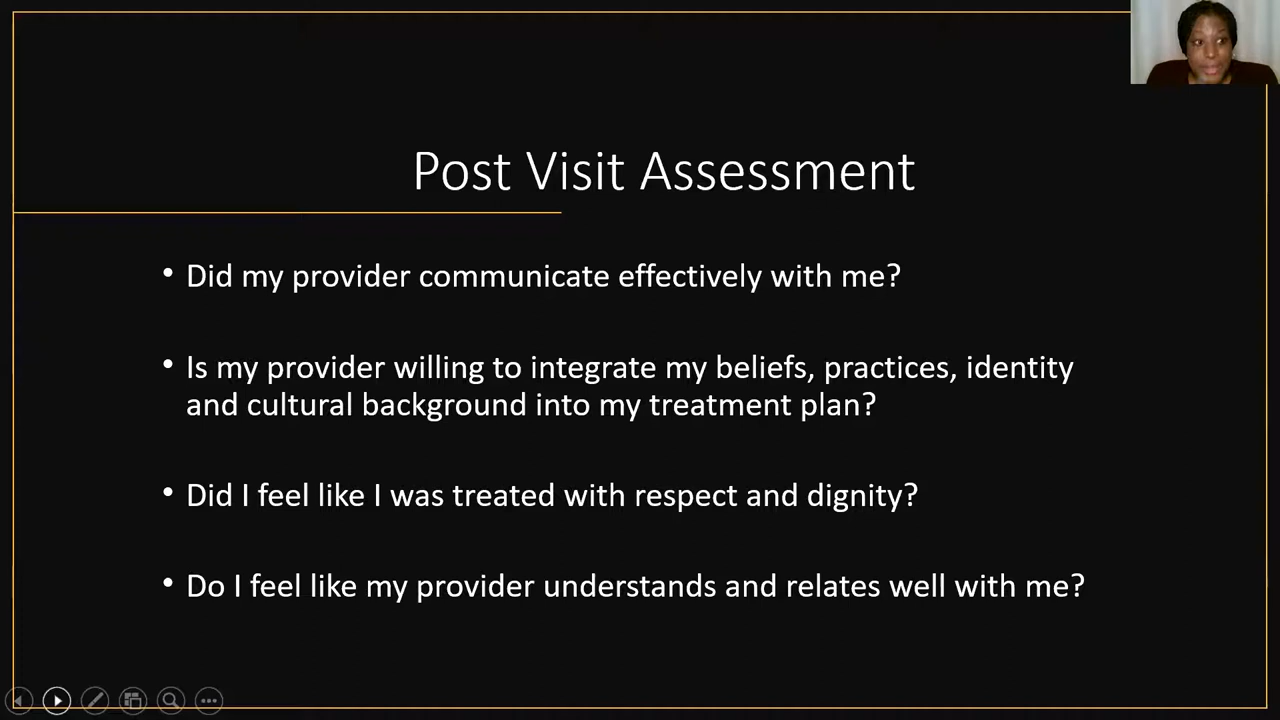 Post Visit Assessment
• Did my provider communicate effectively with me?
• Is my provider willing to integrate my beliefs, practices, identity
and cultural background into my treatment plan?
• Did I feel like I was treated with respect and dignity?
• Do I feel like my provider understands and relates well with me?